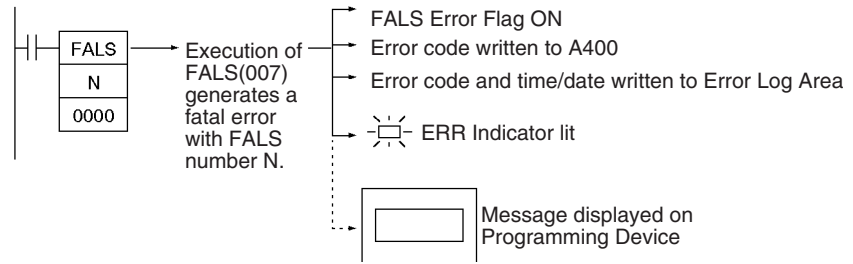 FALS
N
0000
Execution of
FALS(007)
generates a
fatal error
with FALS
number N.
FALS Error Flag ON
Error code written to A400
Error code and time/date written to Error Log Area
ERR Indicator lit
Message displayed on
Programming Device